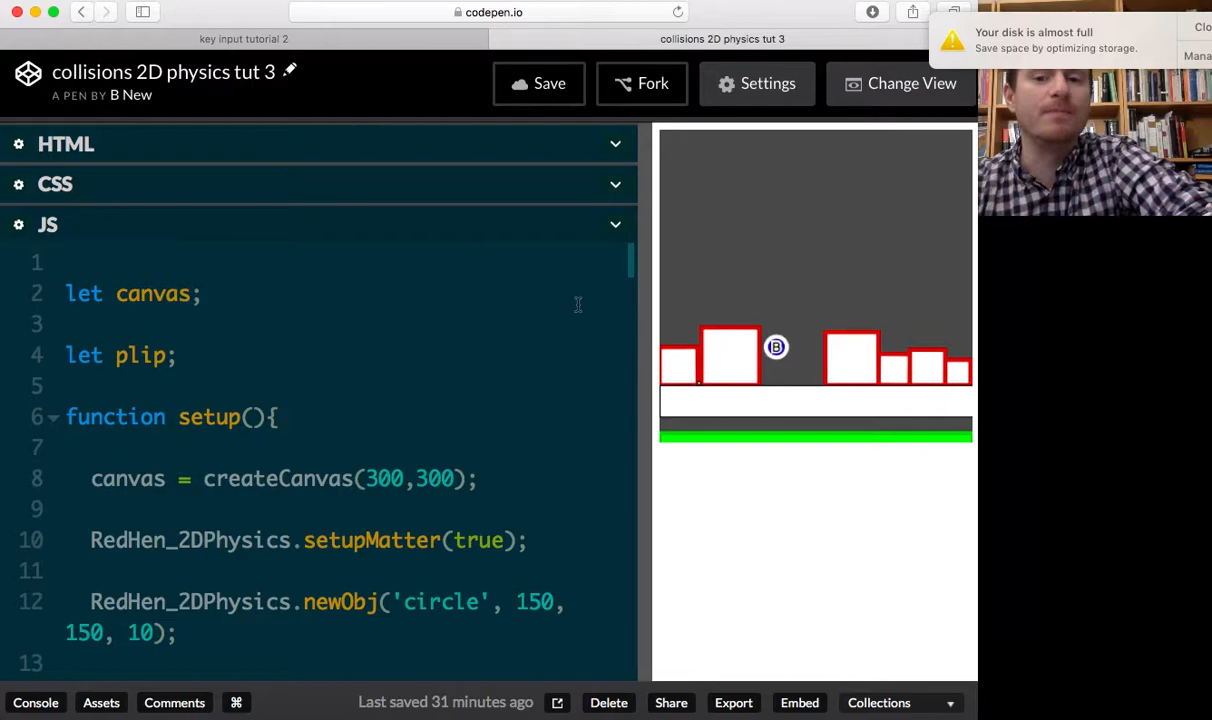 codepen.io
key input tutorial 2
collisions 2D physics tut 3
Your disk is almost full
Save space by optimizing storage.
Clo
Mana
collisions 2D physics tut 3
A PEN BY B New
Save
Fork
Settings
Change View
HTML
CSS
JS
1
2 let canvas;
3
4 let plip;
5
6 function setup(){
7
8 canvas = createCanvas(300,300);
9
10 RedHen_2DPhysics.setupMatter(true);
11
12 RedHen_2DPhysics.newObj('circle', 150,
150, 10);
13
B
Console
Assets
Comments
⌘
Last saved 31 minutes ago
Delete
Share
Export
Embed
Collections